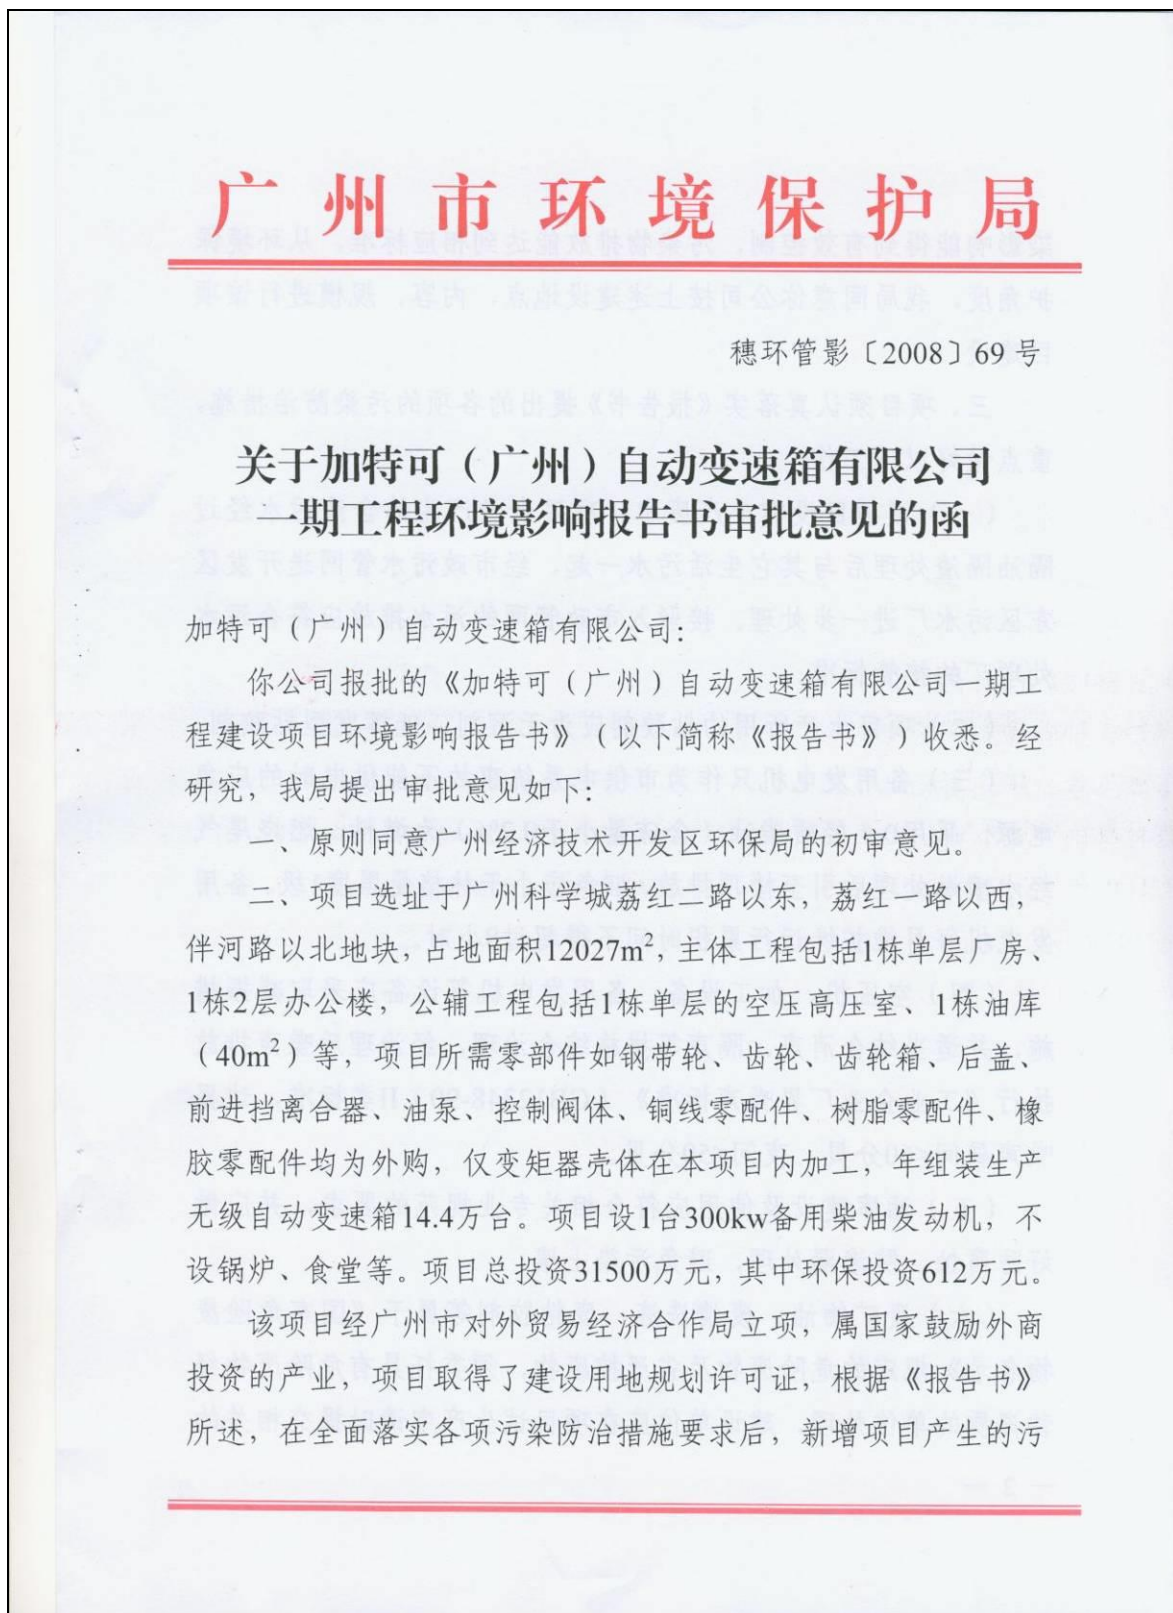 广州市环境保护局
穗环管影〔2008〕69号
关于加特可（广州）自动变速箱有限公司
一期工程环境影响报告书审批意见的函
加特可（广州）自动变速箱有限公司：
你公司报批的《加特可（广州）自动变速箱有限公司一期工
程建设项目环境影响报告书》（以下简称《报告书》）收悉。经
研究，我局提出审批意见如下：
一、原则同意广州经济技术开发区环保局的初审意见。
二、项目选址于广州科学城荔红二路以东，荔红一路以西，
伴河路以北地块，占地面积12027m²，主体工程包括1栋单层厂房、
1栋2层办公楼，公辅工程包括1栋单层的空压高压室、1栋油库
（40m²）等，项目所需零部件如钢带轮、齿轮、齿轮箱、后盖、
前进挡离合器、油泵、控制阀体、铜线零配件、树脂零配件、橡
胶零配件均为外购，仅变矩器壳体在本项目内加工，年组装生产
无级自动变速箱14.4万台。项目设1台300kw备用柴油发动机，不
设锅炉、食堂等。项目总投资31500万元，其中环保投资612万元。
该项目经广州市对外贸易经济合作局立项，属国家鼓励外商
投资的产业，项目取得了建设用地规划许可证，根据《报告书》
所述，在全面落实各项污染防治措施要求后，新增项目产生的污